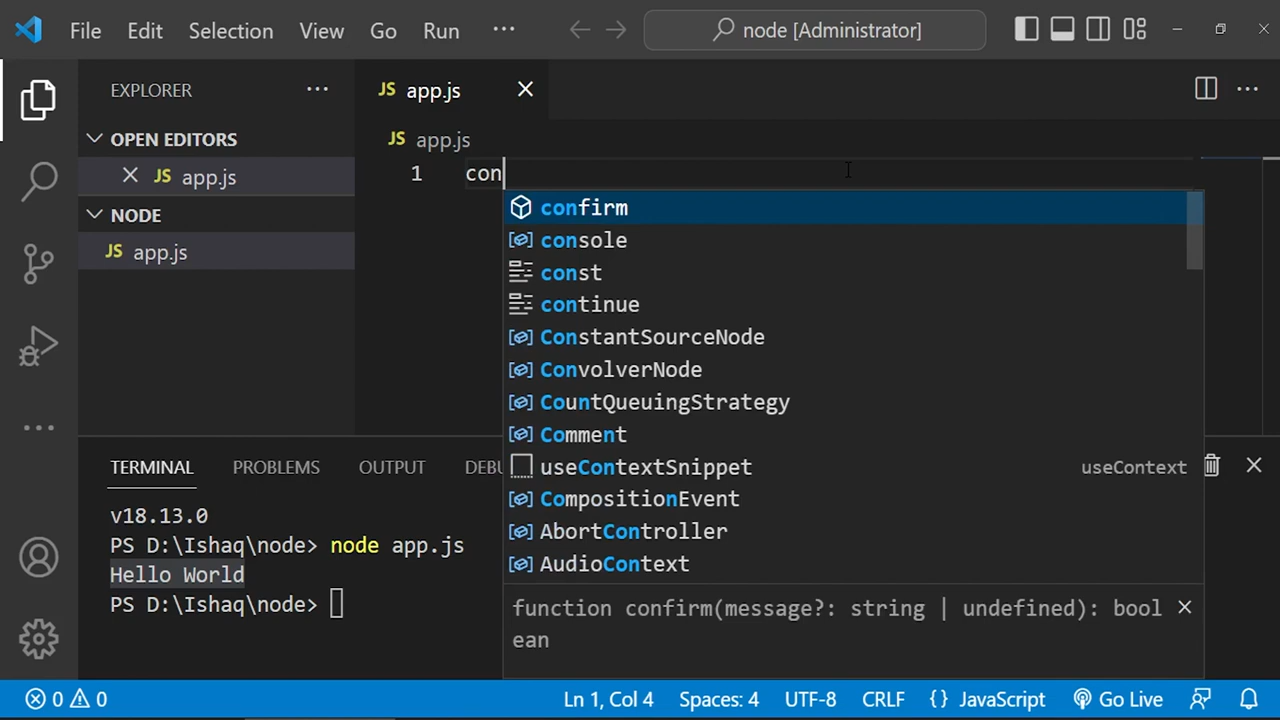 File Edit Selection View Go Run ··· node [Administrator]
EXPLORER ···
OPEN EDITORS
JS app.js
NODE
JS app.js
JS app.js
JS app.js
1 con
confirm
console
const
continue
ConstantSourceNode
ConvolverNode
CountQueuingStrategy
Comment
useContextSnippet useContext
CompositionEvent
AbortController
AudioContext
function confirm(message?: string | undefined): bool
ean
TERMINAL PROBLEMS OUTPUT DEBU
v18.13.0
PS D:\Ishaq\node> node app.js
Hello World
PS D:\Ishaq\node>
0 0 Ln 1, Col 4 Spaces: 4 UTF-8 CRLF {} JavaScript Go Live